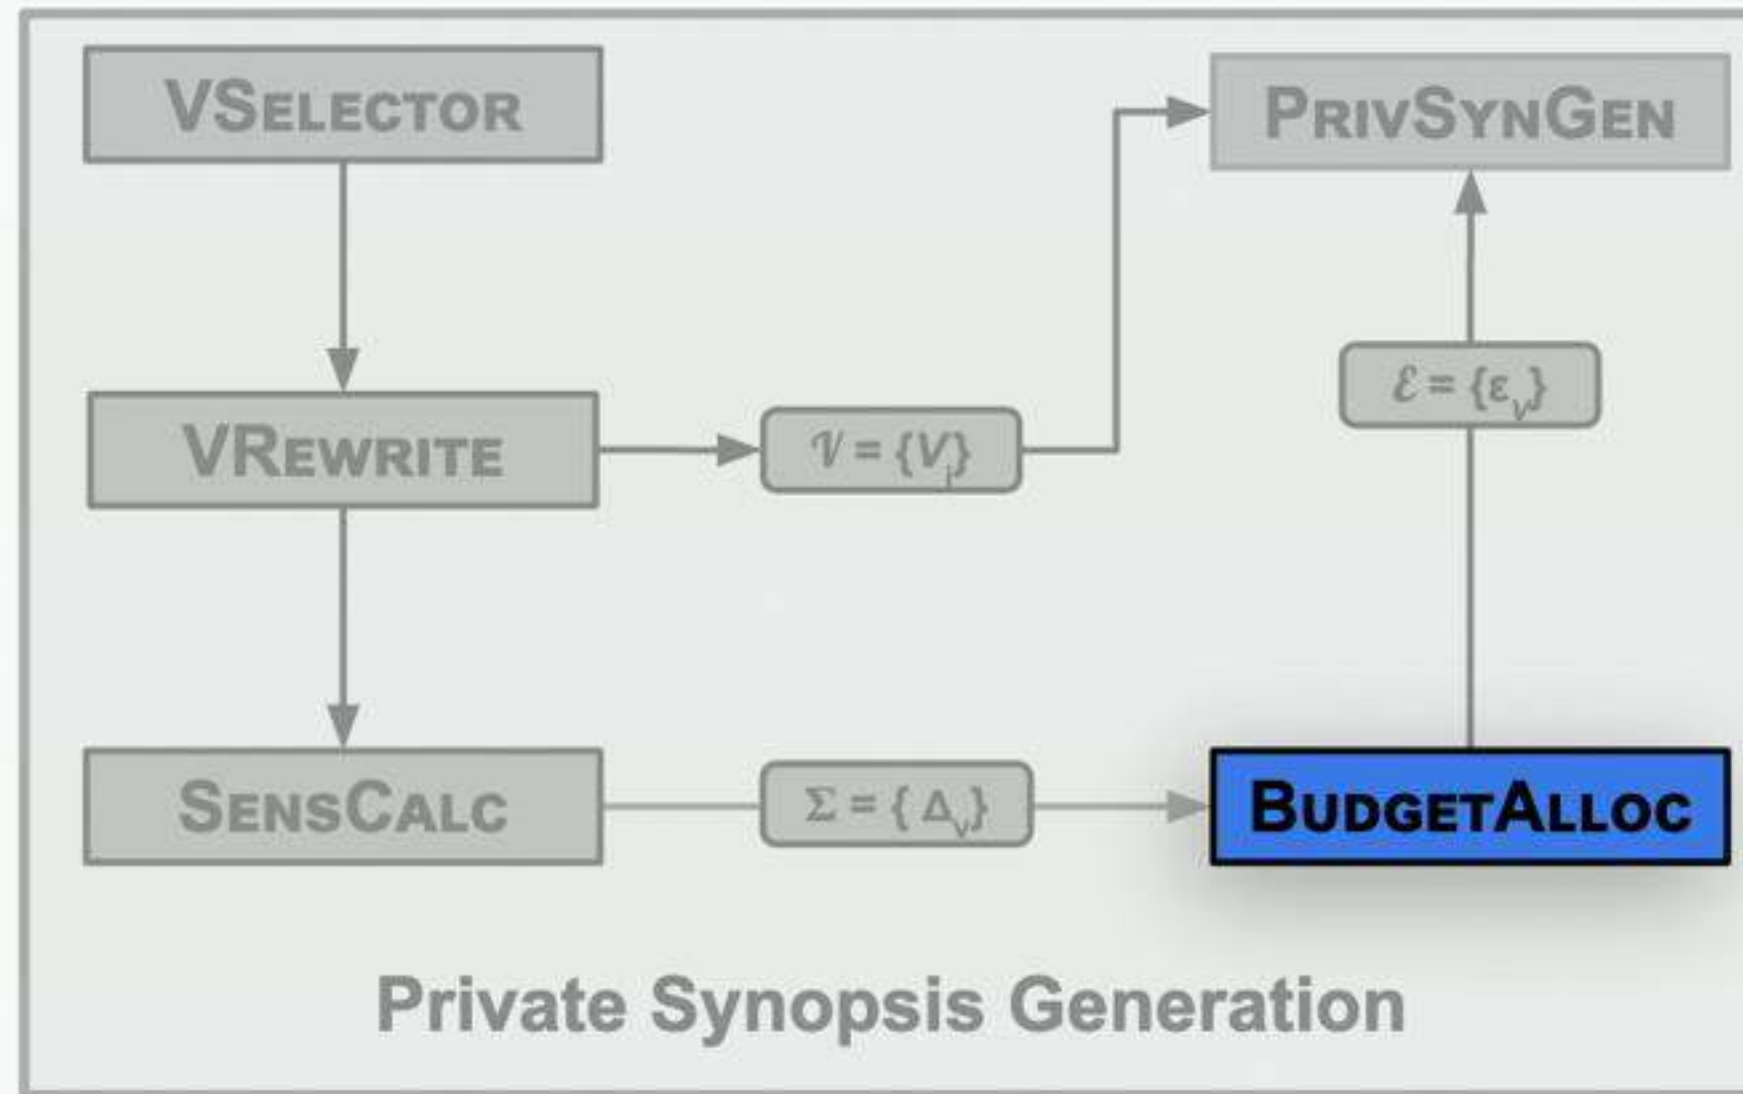 VSELECTOR
PRIVSYNGEN
ℰ = {ε_v}
VREWRITE
𝒱 = {V_i}
SENSCALC
Σ = { Δ_v}
BUDGETALLOC
Private Synopsis Generation